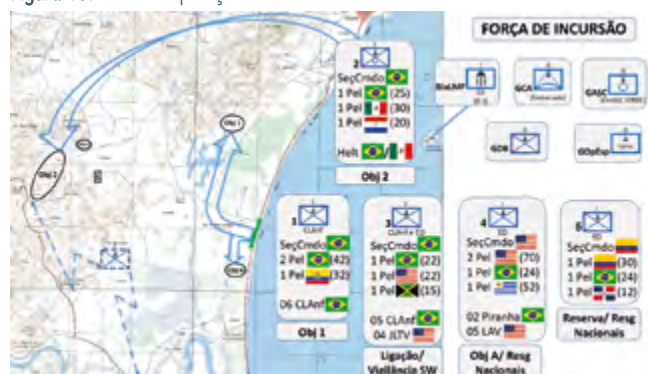 FORÇA DE INCURSÃO
2
SeçCmdo
1 Pel (25)
1 Pel (30)
1 Pel (20)
Helt /
Obj 2
GCA
GASC
GDB
GOpEsp
Obj 1
Obj 2
1
CLAnf
SeçCmdo
2 Pel (42)
1 Pel (32)
06 CLAnf
Obj 1
3
SeçCmdo
1 Pel (22)
1 Pel (22)
1 Pel (15)
05 CLAnf
04 JLTV
Ligação/
Vigilância SW
4
ED
SeçCmdo
2 Pel (70)
1 Pel (24)
1 Pel (52)
02 Piranha
05 LAV
Obj A/ Resg
Nacionais
SeçCmdo
1 Pel (30)
1 Pel (24)
1 Pel (12)
Reserva/ Resg
Nacionais